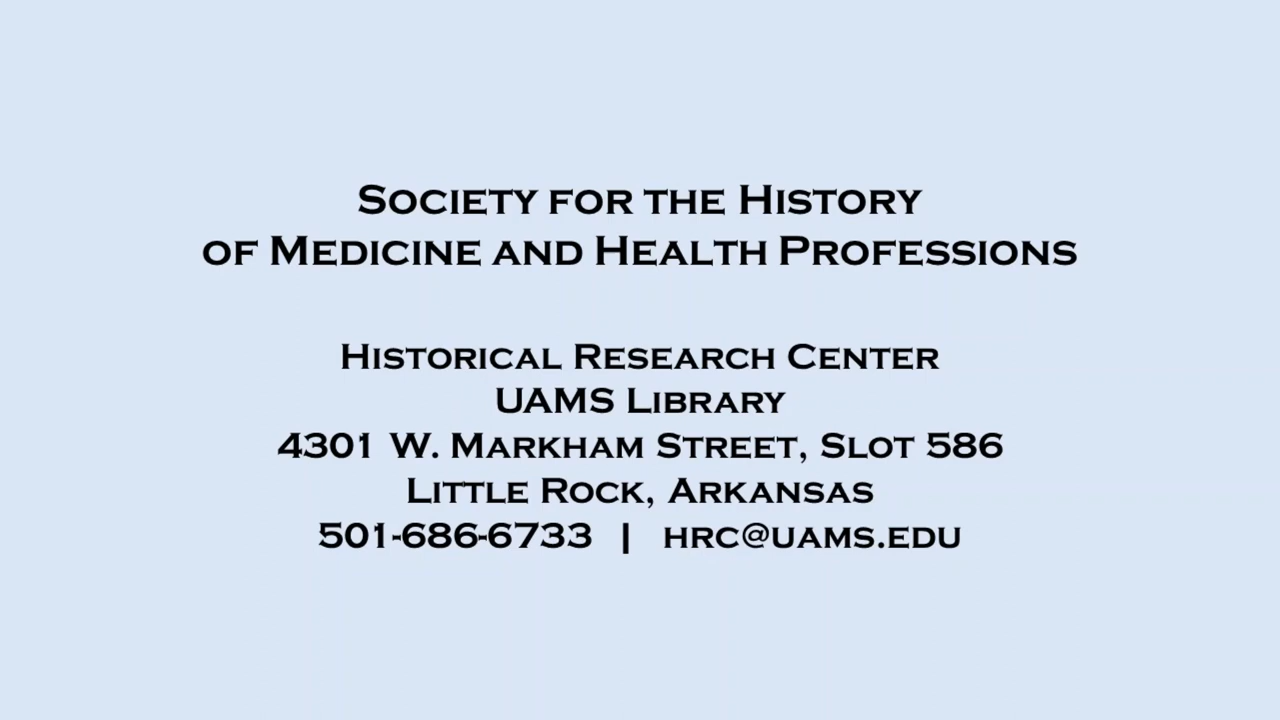 Society for the History
of Medicine and Health Professions
Historical Research Center
UAMS Library
4301 W. Markham Street, Slot 586
Little Rock, Arkansas
501-686-6733 | hrc@uams.edu